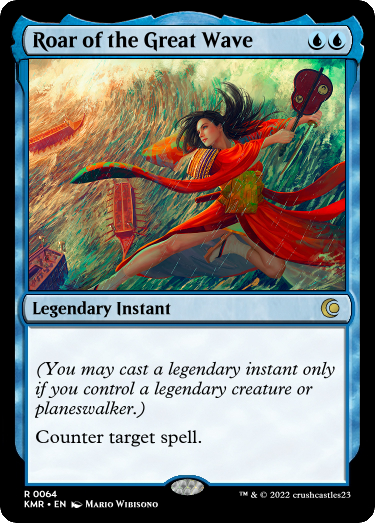 Roar of the Great Wave
Legendary Instant
(You may cast a legendary instant only
if you control a legendary creature or
planeswalker.)
Counter target spell.
R 0064
KMR • EN Mario Wibisono
™ & © 2022 crushcastles23